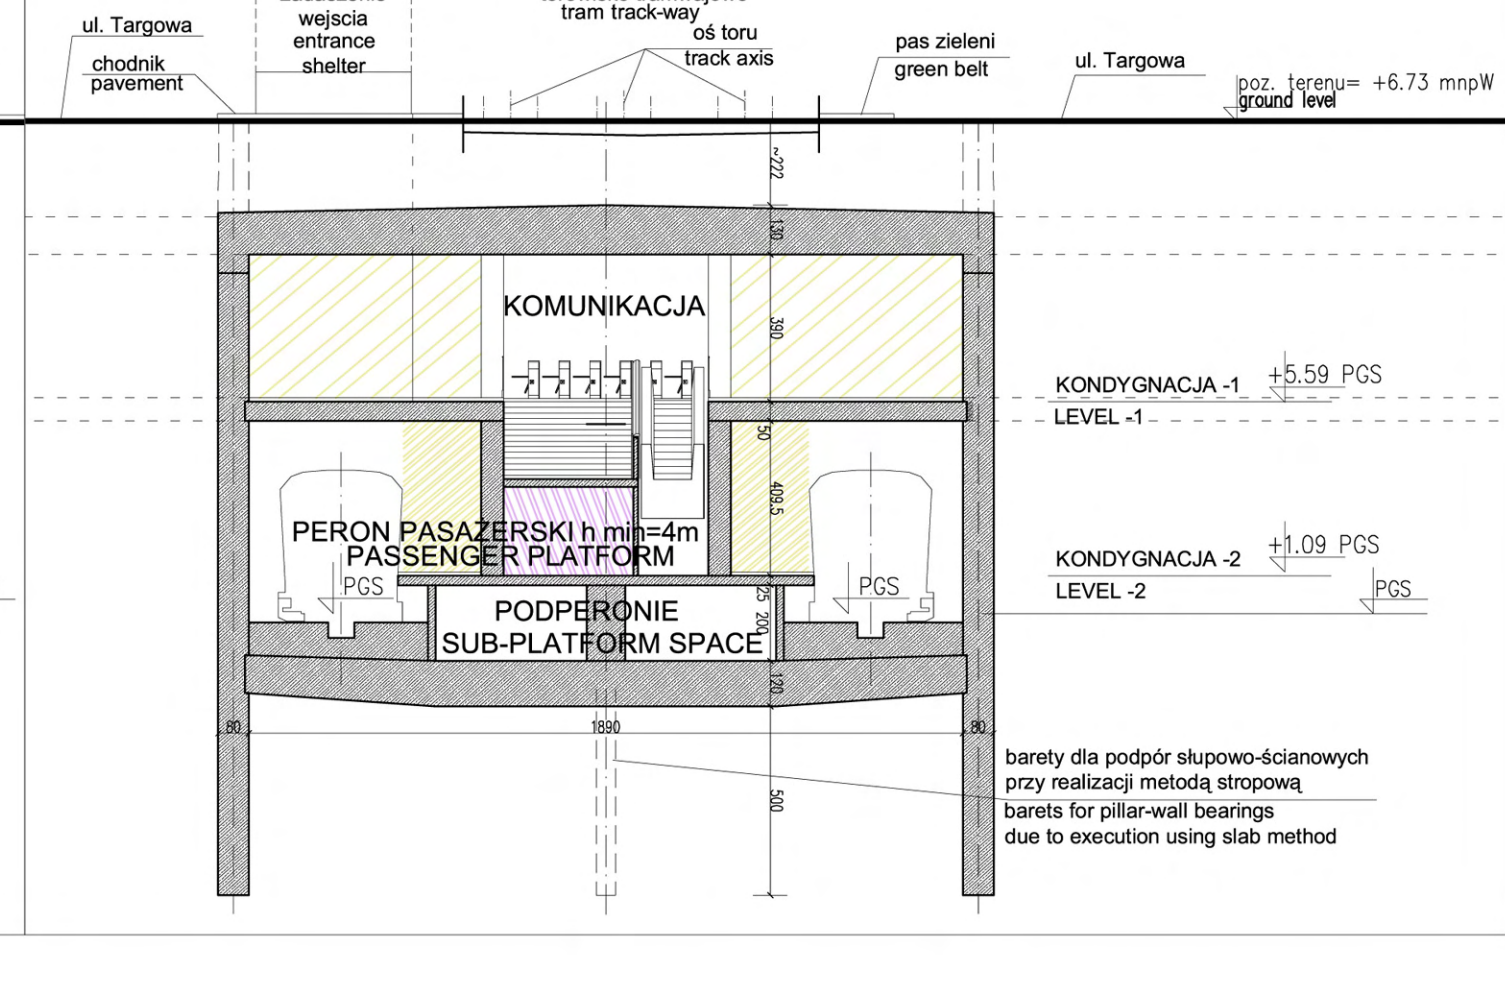 ul. Targowa
chodnik
pavement
wejscia
entrance
shelter
tram track-way
oś toru
track axis
pas zieleni
green belt
ul. Targowa
poz. terenu= +6.73 mnpW
ground level
~222
130
KOMUNIKACJA
390
KONDYGNACJA -1
+5.59 PGS
LEVEL -1
50
409.5
PERON PASAZERSKI h min=4m
PASSENGER PLATFORM
KONDYGNACJA -2
+1.09 PGS
LEVEL -2
PGS
PGS
PGS
25
200
PODPERONIE
SUB-PLATFORM SPACE
120
80
1890
80
500
barety dla podpór słupowo-ścianowych
przy realizacji metodą stropową
barets for pillar-wall bearings
due to execution using slab method